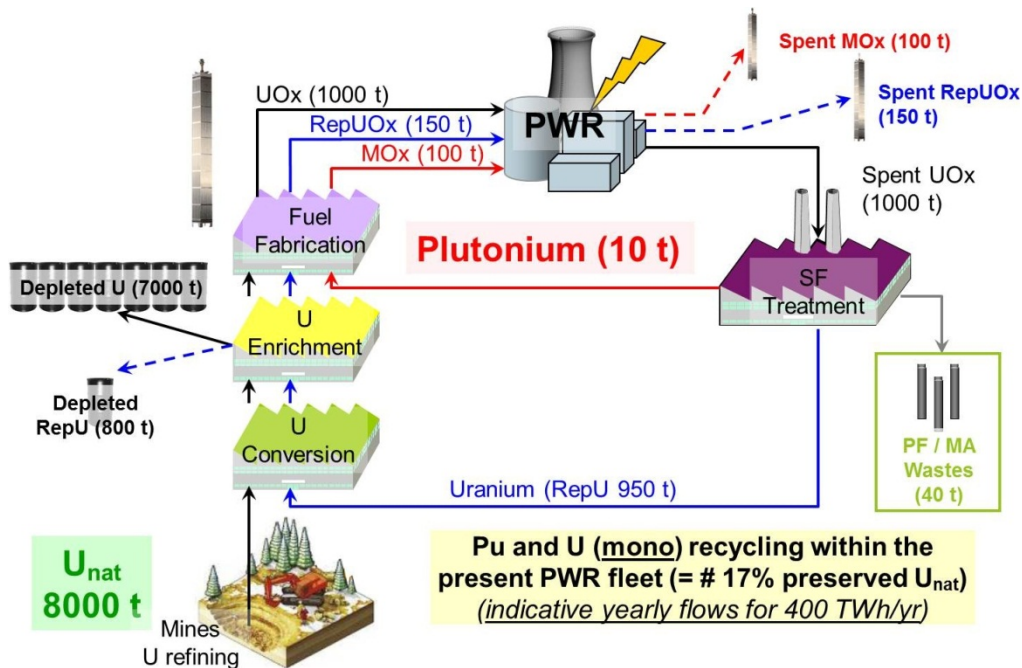 Spent MOx (100 t)
UOx (1000 t)
Spent RepUOx
(150 t)
RepUOx (150 t)
PWR
MOx (100 t)
Spent UOx
(1000 t)
Fuel
Fabrication
Plutonium (10 t)
SF
Treatment
Depleted U (7000 t)
U
Enrichment
Depleted
RepU (800 t)
U
Conversion
PF / MA
Wastes
(40 t)
Uranium (RepU 950 t)
Unat
8000 t
Pu and U (mono) recycling within the
present PWR fleet (= # 17% preserved Unat)
(indicative yearly flows for 400 TWh/yr)
Mines
U refining